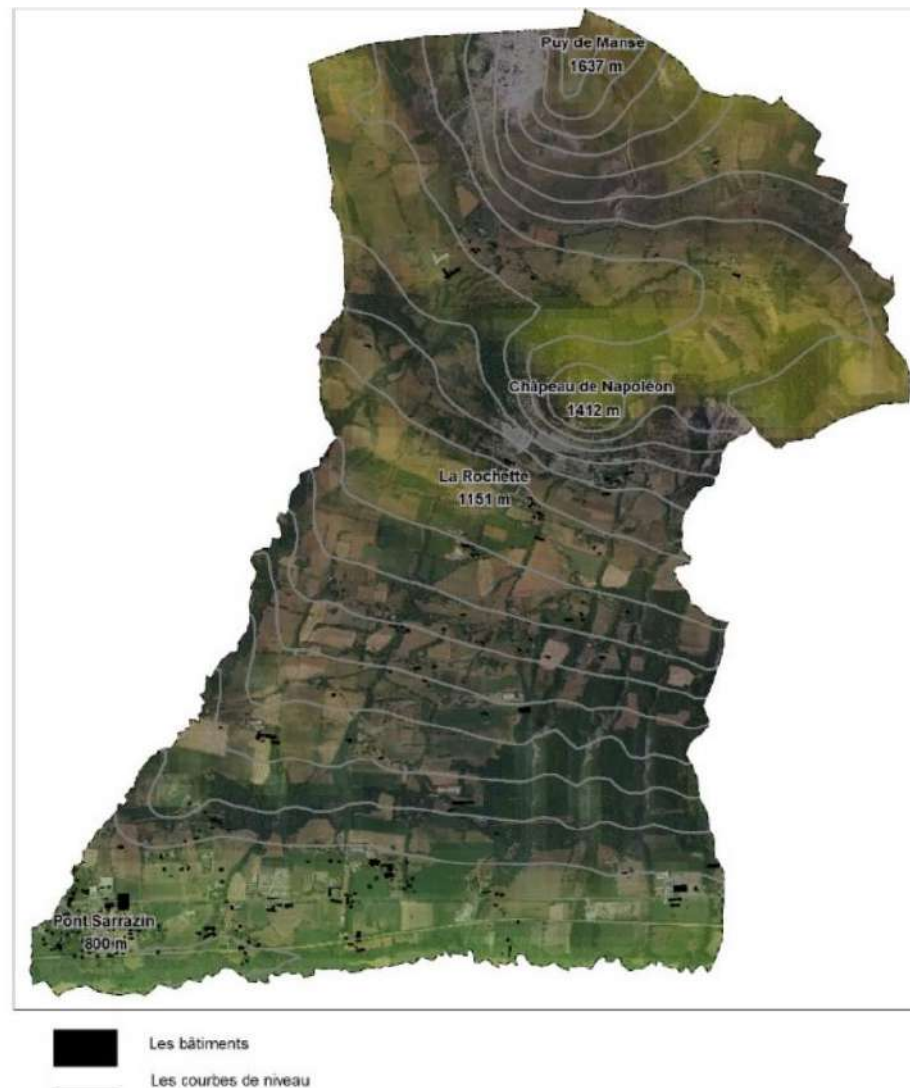 Puy de Manse
1637 m
Châpeau de Napoléon
1412 m
La Rochette
1151 m
Pont Sarrazin
800 m
Les bâtiments
Les courbes de niveau